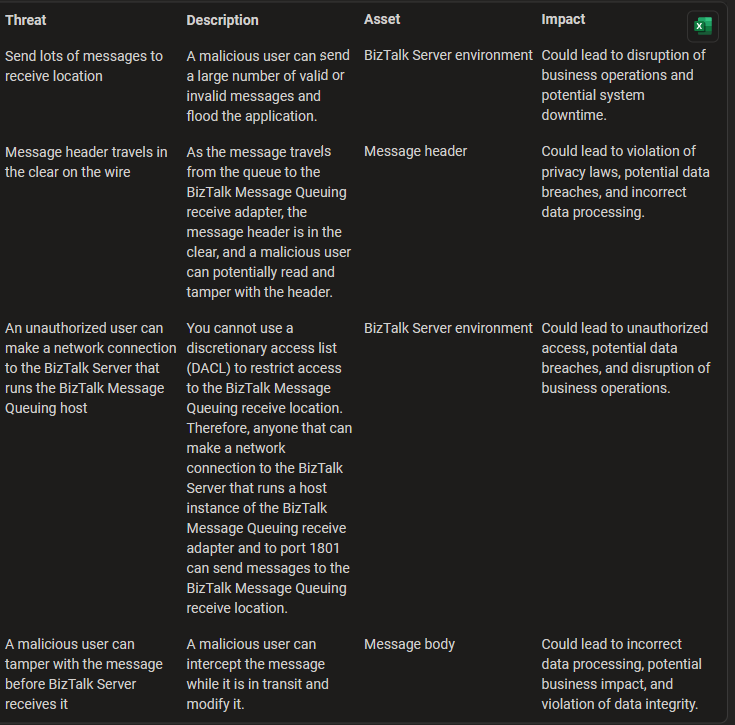 Threat
Description
Asset
Impact
Send lots of messages to
receive location
A malicious user can send
a large number of valid or
invalid messages and
flood the application.
BizTalk Server environment
Could lead to disruption of
business operations and
potential system
downtime.
Message header travels in
the clear on the wire
As the message travels
from the queue to the
BizTalk Message Queuing
receive adapter, the
message header is in the
clear, and a malicious user
can potentially read and
tamper with the header.
Message header
Could lead to violation of
privacy laws, potential data
breaches, and incorrect
data processing.
An unauthorized user can
make a network connection
to the BizTalk Server that
runs the BizTalk Message
Queuing host
You cannot use a
discretionary access list
(DACL) to restrict access
to the BizTalk Message
Queuing receive location.
Therefore, anyone that can
make a network
connection to the BizTalk
Server that runs a host
instance of the BizTalk
Message Queuing receive
adapter and to port 1801
can send messages to the
BizTalk Message Queuing
receive location.
BizTalk Server environment
Could lead to unauthorized
access, potential data
breaches, and disruption of
business operations.
A malicious user can
tamper with the message
before BizTalk Server
receives it
A malicious user can
intercept the message
while it is in transit and
modify it.
Message body
Could lead to incorrect
data processing, potential
business impact, and
violation of data integrity.